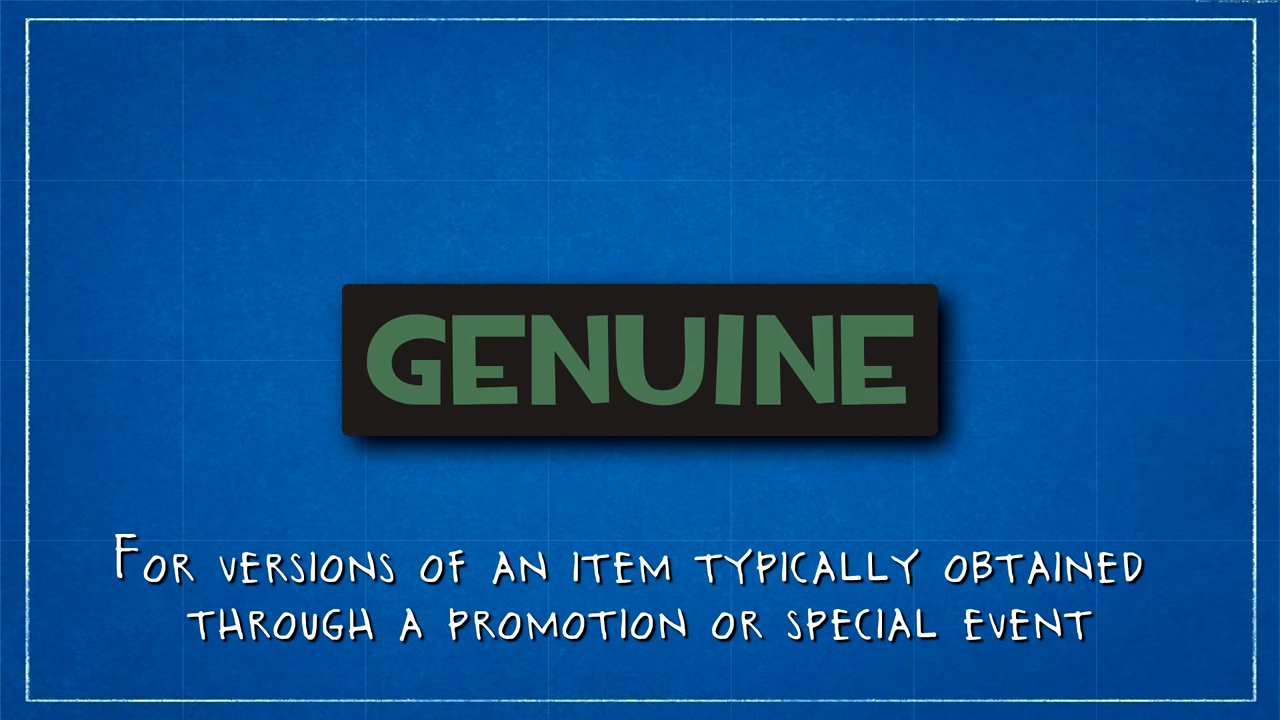 GENUINE
For versions of an item typically obtained
through a promotion or special event